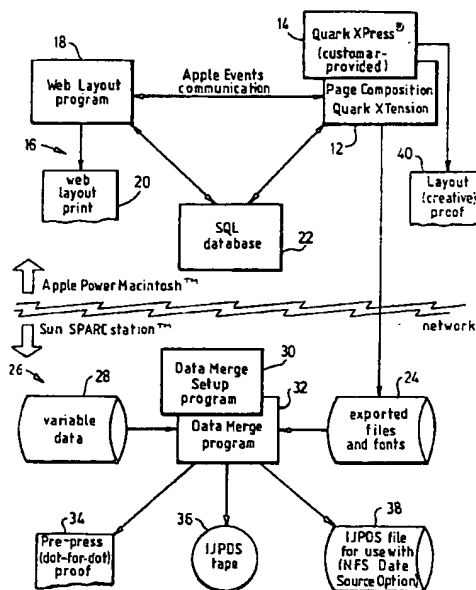 14
Quark XPress®
(customar-
provided)
18
Web Layout
program
Apple Events
communication
Page Composition
Quark XTension
16
12
40
web
layout
print
20
Layout
(creative)
proof
SQL
database
22
Apple Power Macintosh™
network
Sun SPARC station™
26
28
30
Data Merge
Setup
program
32
24
variable
data
Data Merge
program
exported
files
and fonts
34
Pre-press
(dot-for-dot)
proof
36
IJPDS
tape
38
IJPDS file
for use with
(NFS Date
Source Option)